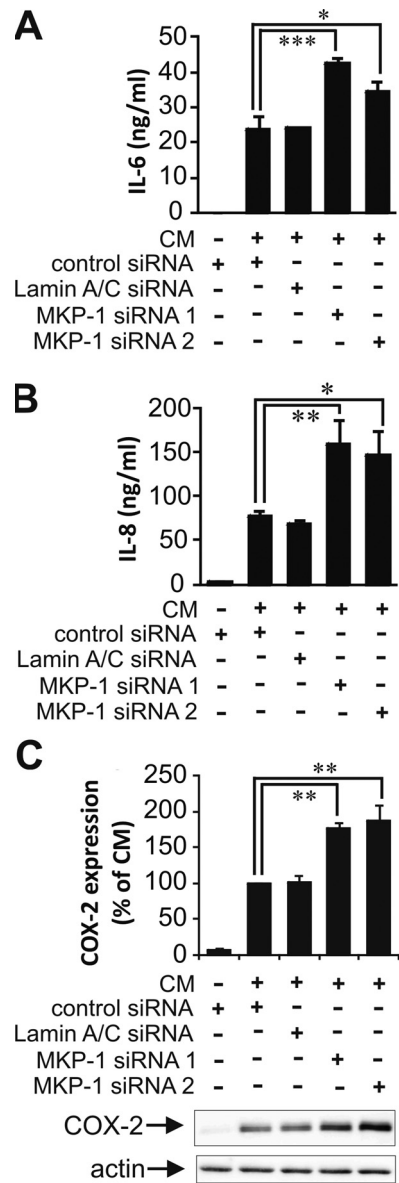 A
IL-6 (ng/ml)
50
40
30
20
10
0
*
***
CM - + + + +
control siRNA + + - - -
Lamin A/C siRNA - - + - -
MKP-1 siRNA 1 - - - + -
MKP-1 siRNA 2 - - - - +
B
IL-8 (ng/ml)
200
150
100
50
0
*
**
CM - + + + +
control siRNA + + - - -
Lamin A/C siRNA - - + - -
MKP-1 siRNA 1 - - - + -
MKP-1 siRNA 2 - - - - +
C
COX-2 expression
(% of CM)
250
200
150
100
50
0
**
**
CM - + + + +
control siRNA + + - - -
Lamin A/C siRNA - - + - -
MKP-1 siRNA 1 - - - + -
MKP-1 siRNA 2 - - - - +
COX-2
actin